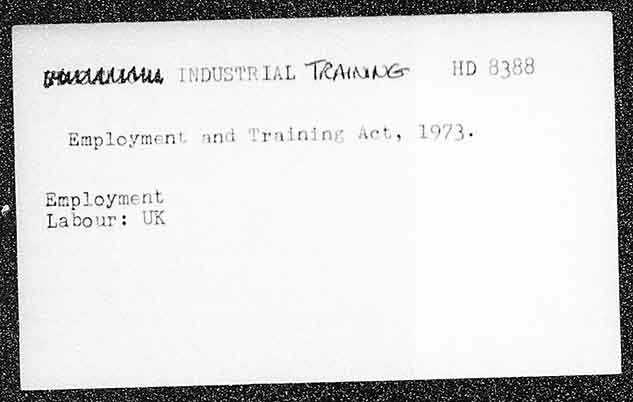 INDUSTRIAL TRAINING HD 8388
Employment and Training Act, 1973.
Employment
Labour: UK